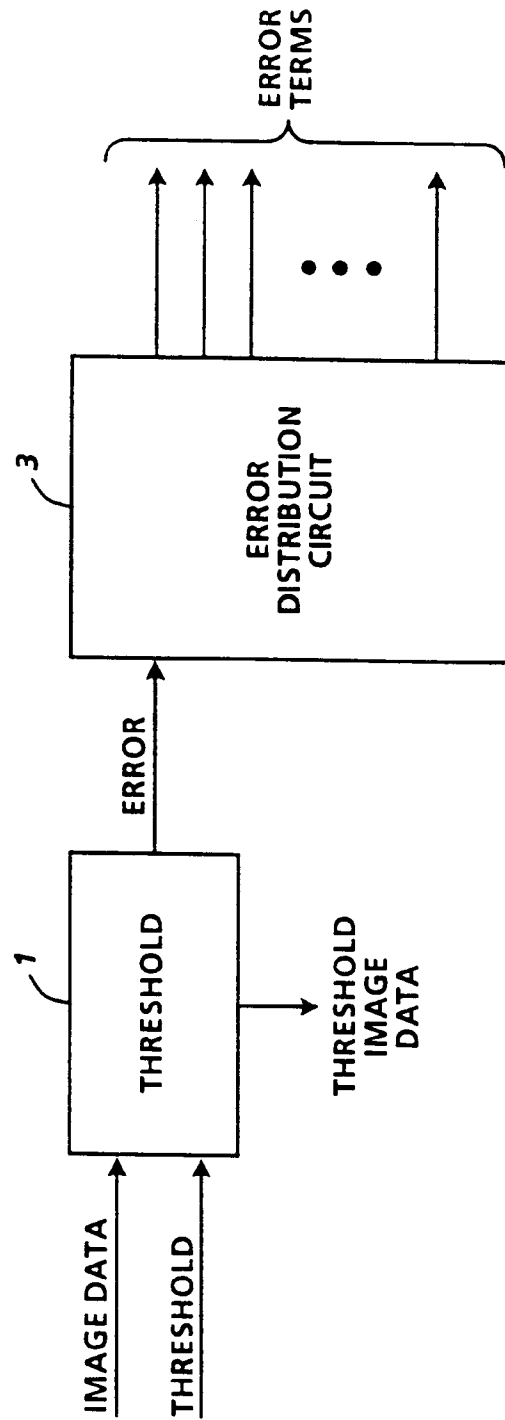 IMAGE DATA
THRESHOLD
1
THRESHOLD
THRESHOLD
IMAGE
DATA
ERROR
3
ERROR
DISTRIBUTION
CIRCUIT
ERROR
TERMS